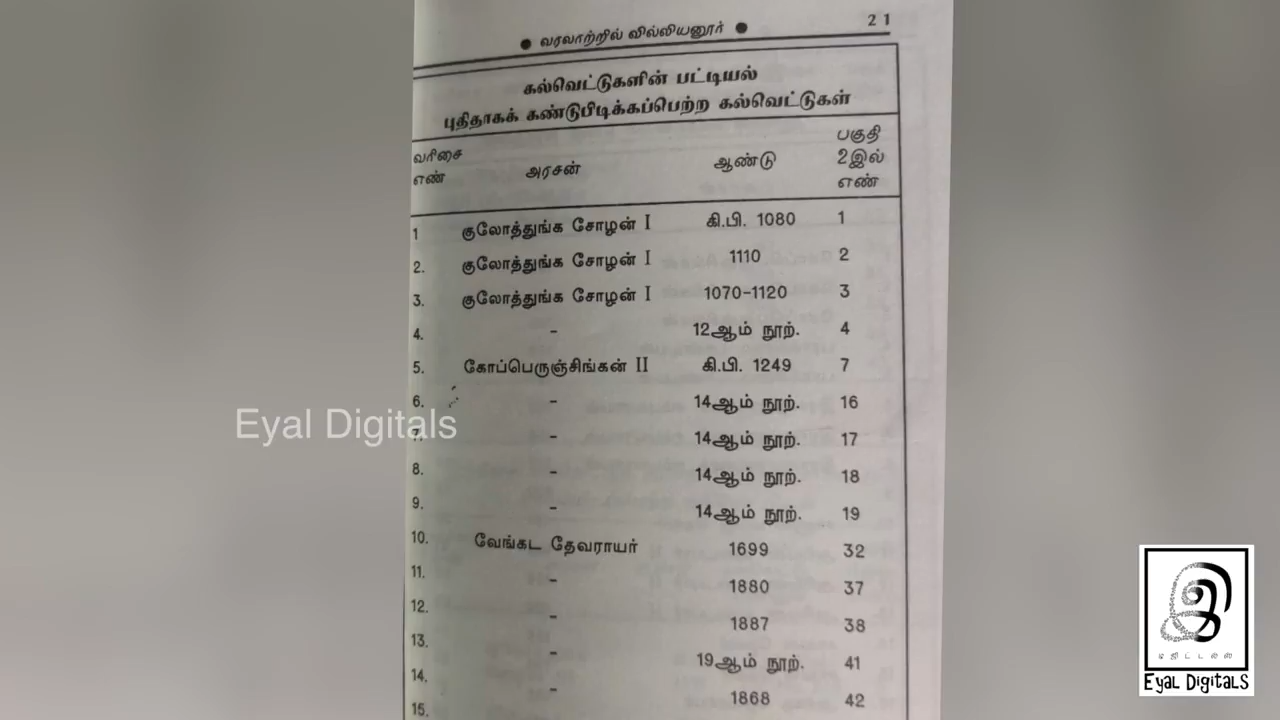 ● வரலாற்றில் வில்லியனூர் ● 21
கல்வெட்டுகளின் பட்டியல்
புதிதாகக் கண்டுபிடிக்கப்பெற்ற கல்வெட்டுகள்
வரிசை எண் அரசன் ஆண்டு பகுதி 2இல் எண்
1 குலோத்துங்க சோழன் I கி.பி. 1080 1
2. குலோத்துங்க சோழன் I 1110 2
3. குலோத்துங்க சோழன் I 1070-1120 3
4. - 12ஆம் நூற். 4
5. கோப்பெருஞ்சிங்கன் II கி.பி. 1249 7
6. - 14ஆம் நூற். 16
7. - 14ஆம் நூற். 17
8. - 14ஆம் நூற். 18
9. - 14ஆம் நூற். 19
10. வேங்கட தேவராயர் 1699 32
11. - 1880 37
12. - 1887 38
13. - 19ஆம் நூற். 41
14. - 1868 42
15.
Eyal Digitals
இ
டிஜிட்டல்ஸ்
Eyal Digitals